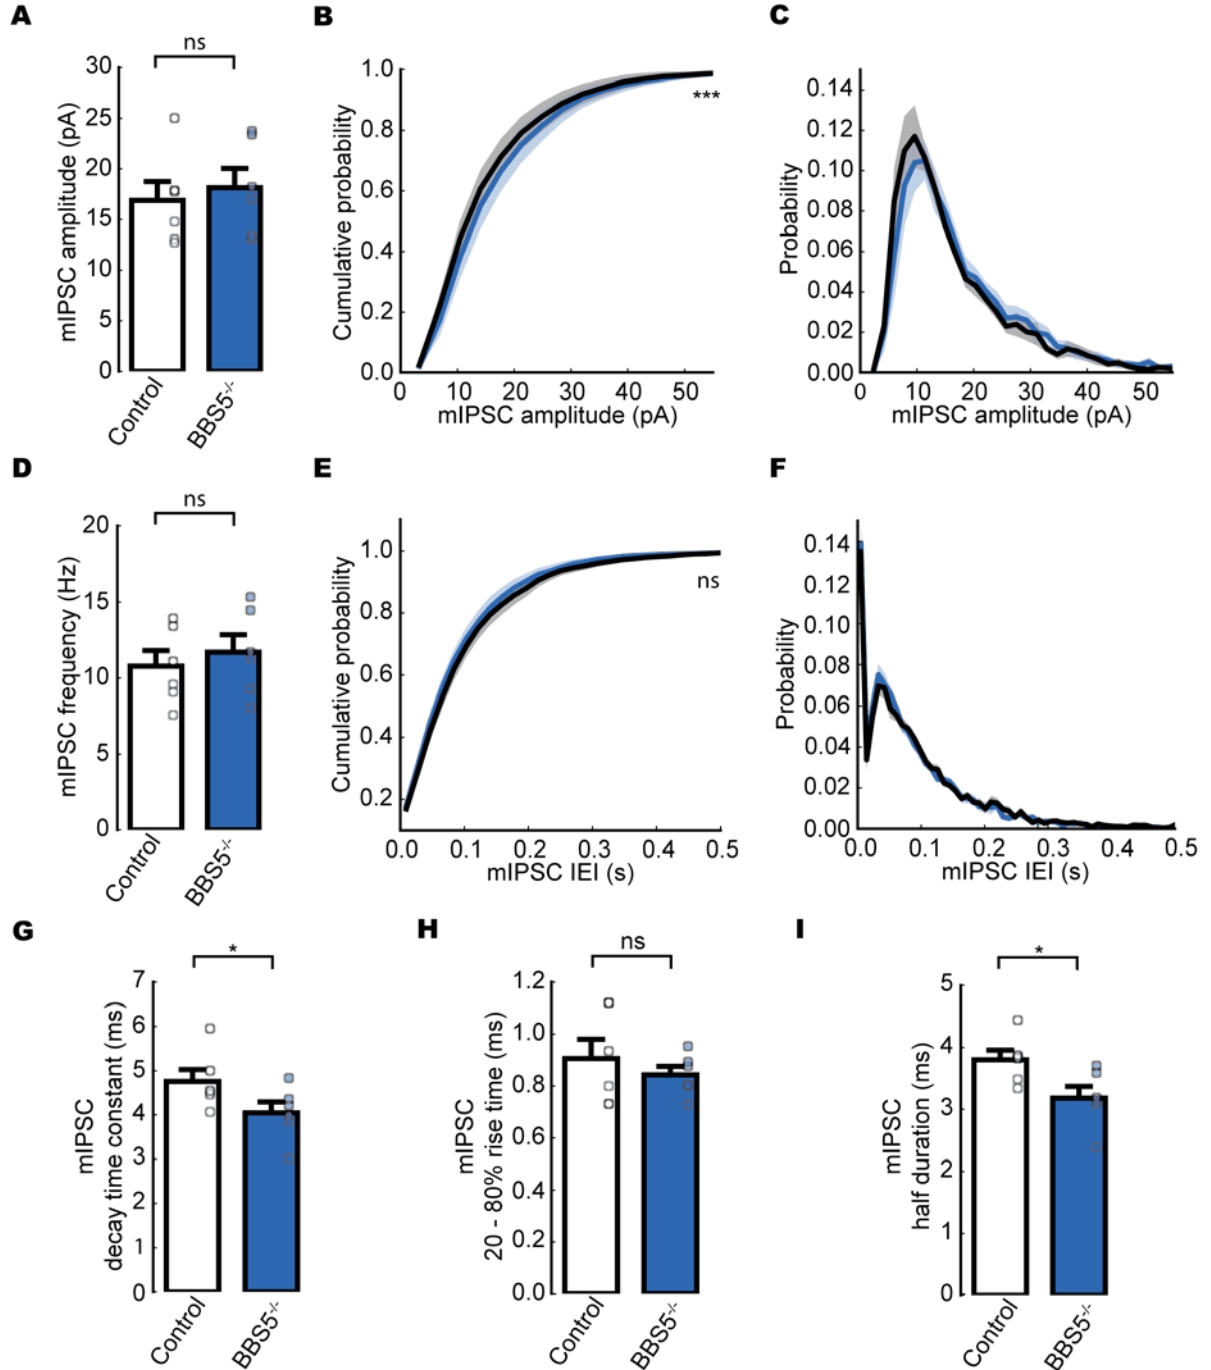 A
ns
mIPSC amplitude (pA)
30
25
20
15
10
5
0
Control
BBS5-/-
B
Cumulative probability
1.0
0.8
0.6
0.4
0.2
0.0
***
0 10 20 30 40 50
mIPSC amplitude (pA)
C
Probability
0.14
0.12
0.10
0.08
0.06
0.04
0.02
0.00
0 10 20 30 40 50
mIPSC amplitude (pA)
D
ns
mIPSC frequency (Hz)
20
15
10
5
0
Control
BBS5-/-
E
Cumulative probability
1.0
0.8
0.6
0.4
0.2
ns
0.0 0.1 0.2 0.3 0.4 0.5
mIPSC IEI (s)
F
Probability
0.14
0.12
0.10
0.08
0.06
0.04
0.02
0.00
0.0 0.1 0.2 0.3 0.4 0.5
mIPSC IEI (s)
G
*
mIPSC
decay time constant (ms)
7
6
5
4
3
2
1
0
Control
BBS5-/-
H
ns
mIPSC
20 - 80% rise time (ms)
1.2
1.0
0.8
0.6
0.4
0.2
0.0
Control
BBS5-/-
I
*
mIPSC
half duration (ms)
5
4
3
2
1
0
Control
BBS5-/-